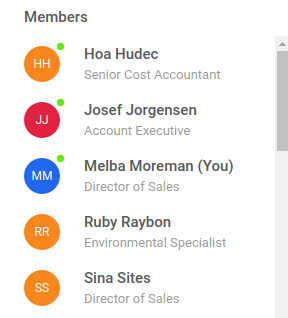 Members
HH
Hoa Hudec
Senior Cost Accountant
JJ
Josef Jorgensen
Account Executive
MM
Melba Moreman (You)
Director of Sales
RR
Ruby Raybon
Environmental Specialist
SS
Sina Sites
Director of Sales